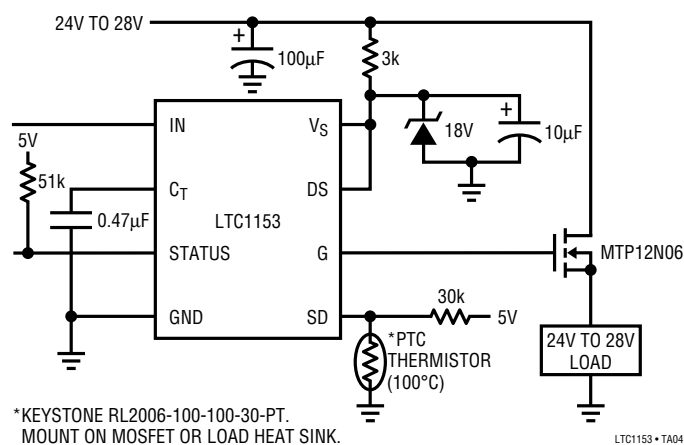 24V TO 28V
+
100µF
3k
IN
VS
18V
+
10µF
5V
51k
CT
DS
0.47µF
LTC1153
STATUS
G
MTP12N06
GND
SD
30k
5V
*PTC
THERMISTOR
(100°C)
24V TO 28V
LOAD
*KEYSTONE RL2006-100-100-30-PT.
MOUNT ON MOSFET OR LOAD HEAT SINK.
LTC1153 • TA04